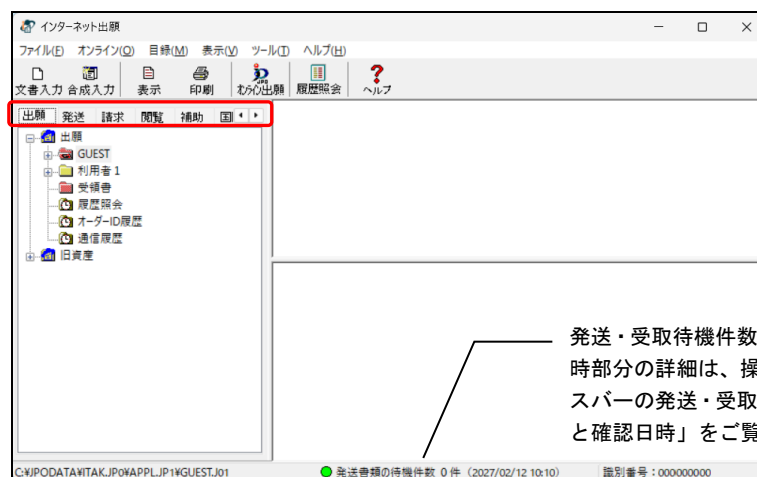 インターネット出願
ファイル(F) オンライン(O) 目録(M) 表示(V) ツール(T) ヘルプ(H)
文書入力 合成入力 表示 印刷 わライン出願 履歴照会 ヘルプ
出願 発送 請求 閲覧 補助 国
出願
GUEST
利用者1
受領書
履歴照会
オーダーID履歴
通信履歴
旧資産
発送・受取待機件数
時部分の詳細は、操
スバーの発送・受取
と確認日時」をご覧
C:¥JPODATA¥ITAK.JP0¥APPL.JP1¥GUEST.J01 発送書類の待機件数 0 件 (2027/02/12 10:10) 識別番号:000000000